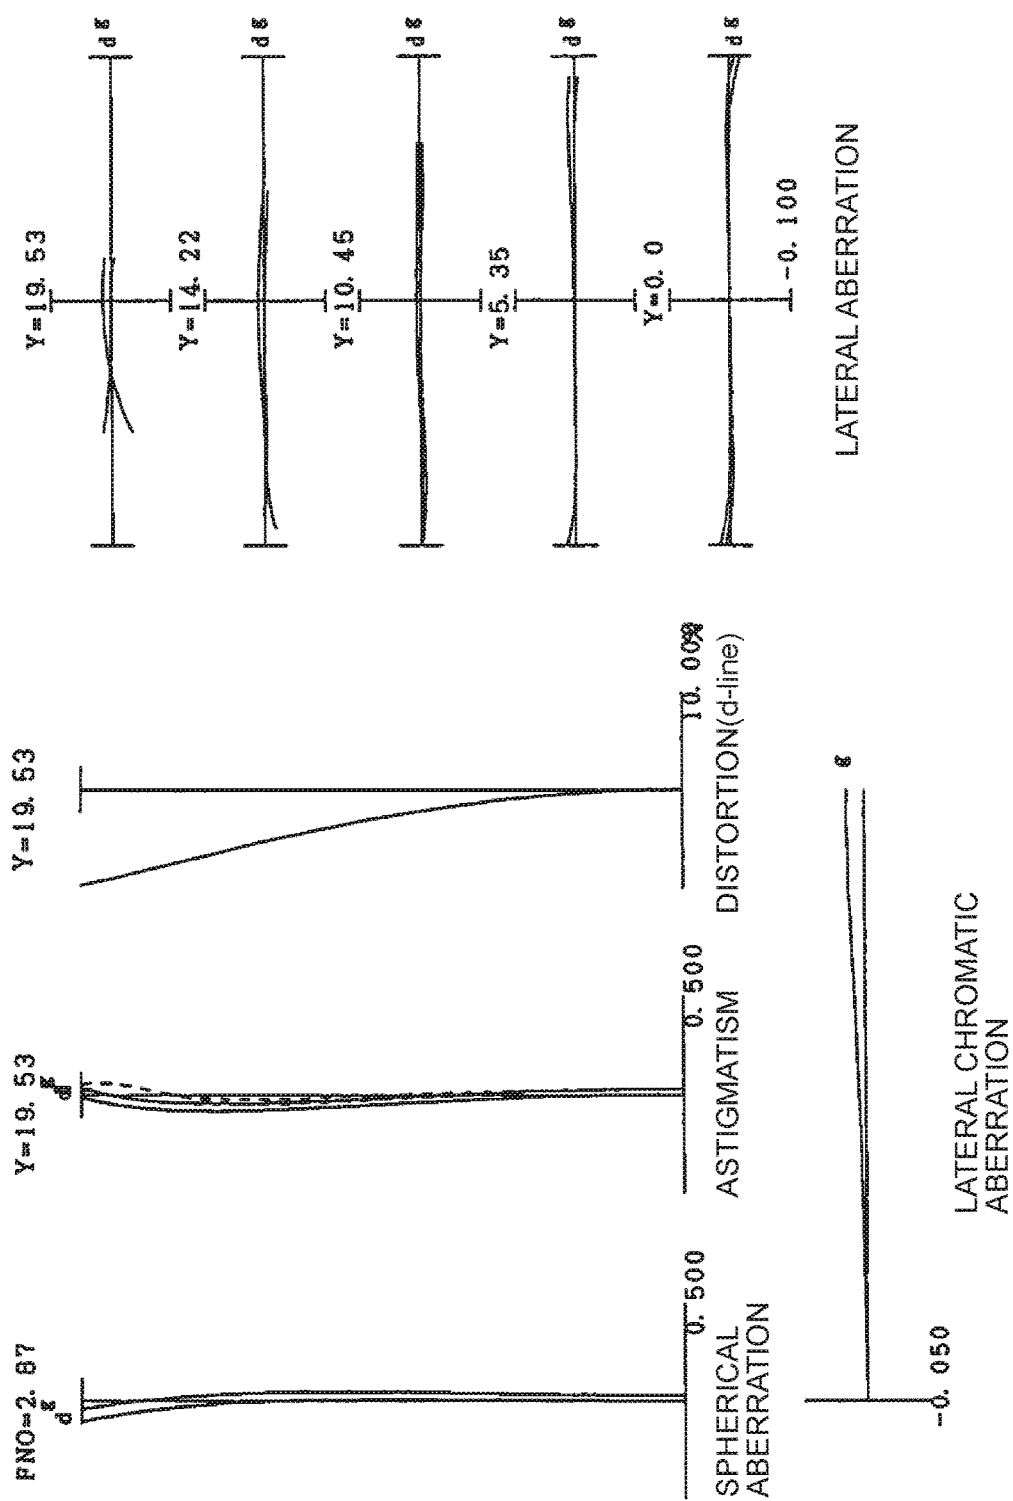 FNO=2. 87
d g
0. 500
SPHERICAL
ABERRATION
Y=19. 53
d g
0. 500
ASTIGMATISM
Y=19. 53
10. 00%
DISTORTION(d-line)
g
-0. 050
LATERAL CHROMATIC
ABERRATION
Y=19. 53
d g
Y=14. 22
d g
Y=10. 45
d g
Y=5. 35
d g
Y=0. 0
d g
-0. 100
LATERAL ABERRATION